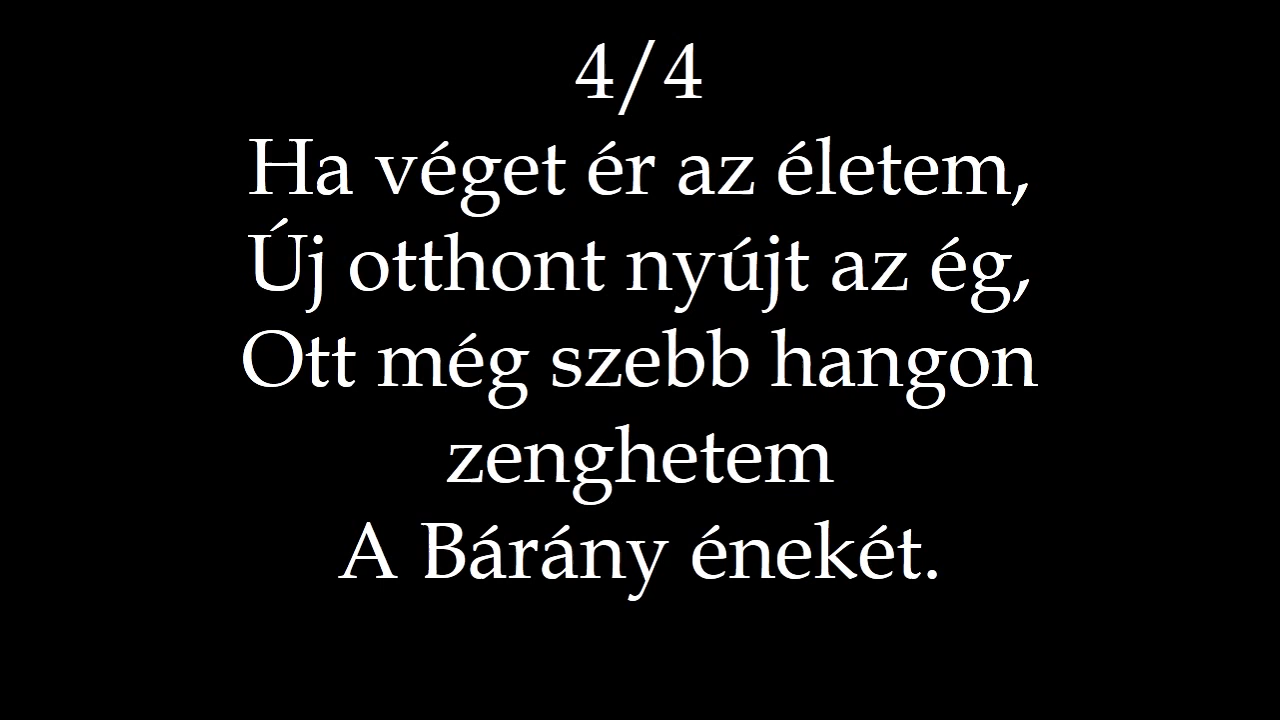 4/4
Ha véget ér az életem,
Új otthont nyújt az ég,
Ott még szebb hangon
zenghetem
A Bárány énekét.